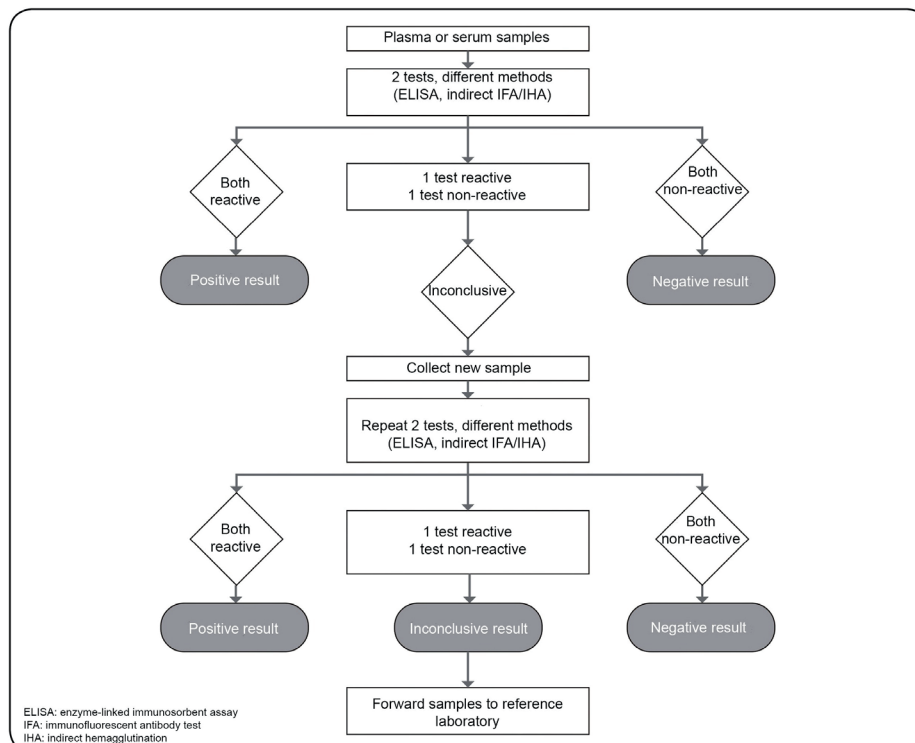 Plasma or serum samples
2 tests, different methods
(ELISA, indirect IFA/IHA)
Both
reactive
1 test reactive
1 test non-reactive
Both
non-reactive
Positive result
Inconclusive
Negative result
Collect new sample
Repeat 2 tests, different methods
(ELISA, indirect IFA/IHA)
Both
reactive
1 test reactive
1 test non-reactive
Both
non-reactive
Positive result
Inconclusive result
Negative result
Forward samples to reference
laboratory
ELISA: enzyme-linked immunosorbent assay
IFA: immunofluorescent antibody test
IHA: indirect hemagglutination